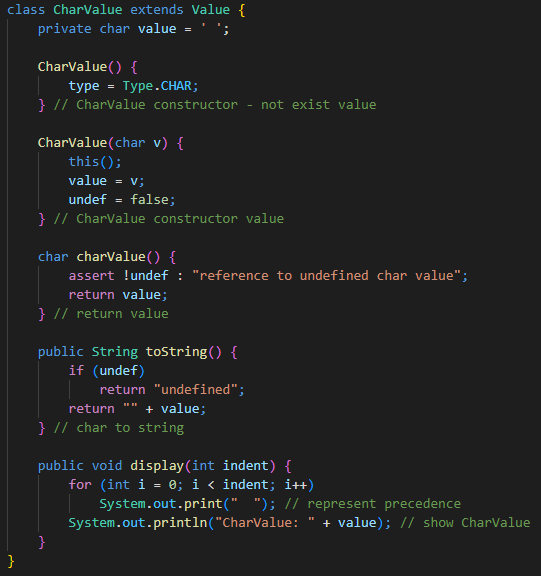 class CharValue extends Value {
    private char value = ' ';

    CharValue() {
        type = Type.CHAR;
    } // CharValue constructor - not exist value

    CharValue(char v) {
        this();
        value = v;
        undef = false;
    } // CharValue constructor value

    char charValue() {
        assert !undef : "reference to undefined char value";
        return value;
    } // return value

    public String toString() {
        if (undef)
            return "undefined";
        return "" + value;
    } // char to string

    public void display(int indent) {
        for (int i = 0; i < indent; i++)
            System.out.print("  "); // represent precedence
        System.out.println("CharValue: " + value); // show CharValue
    }
}